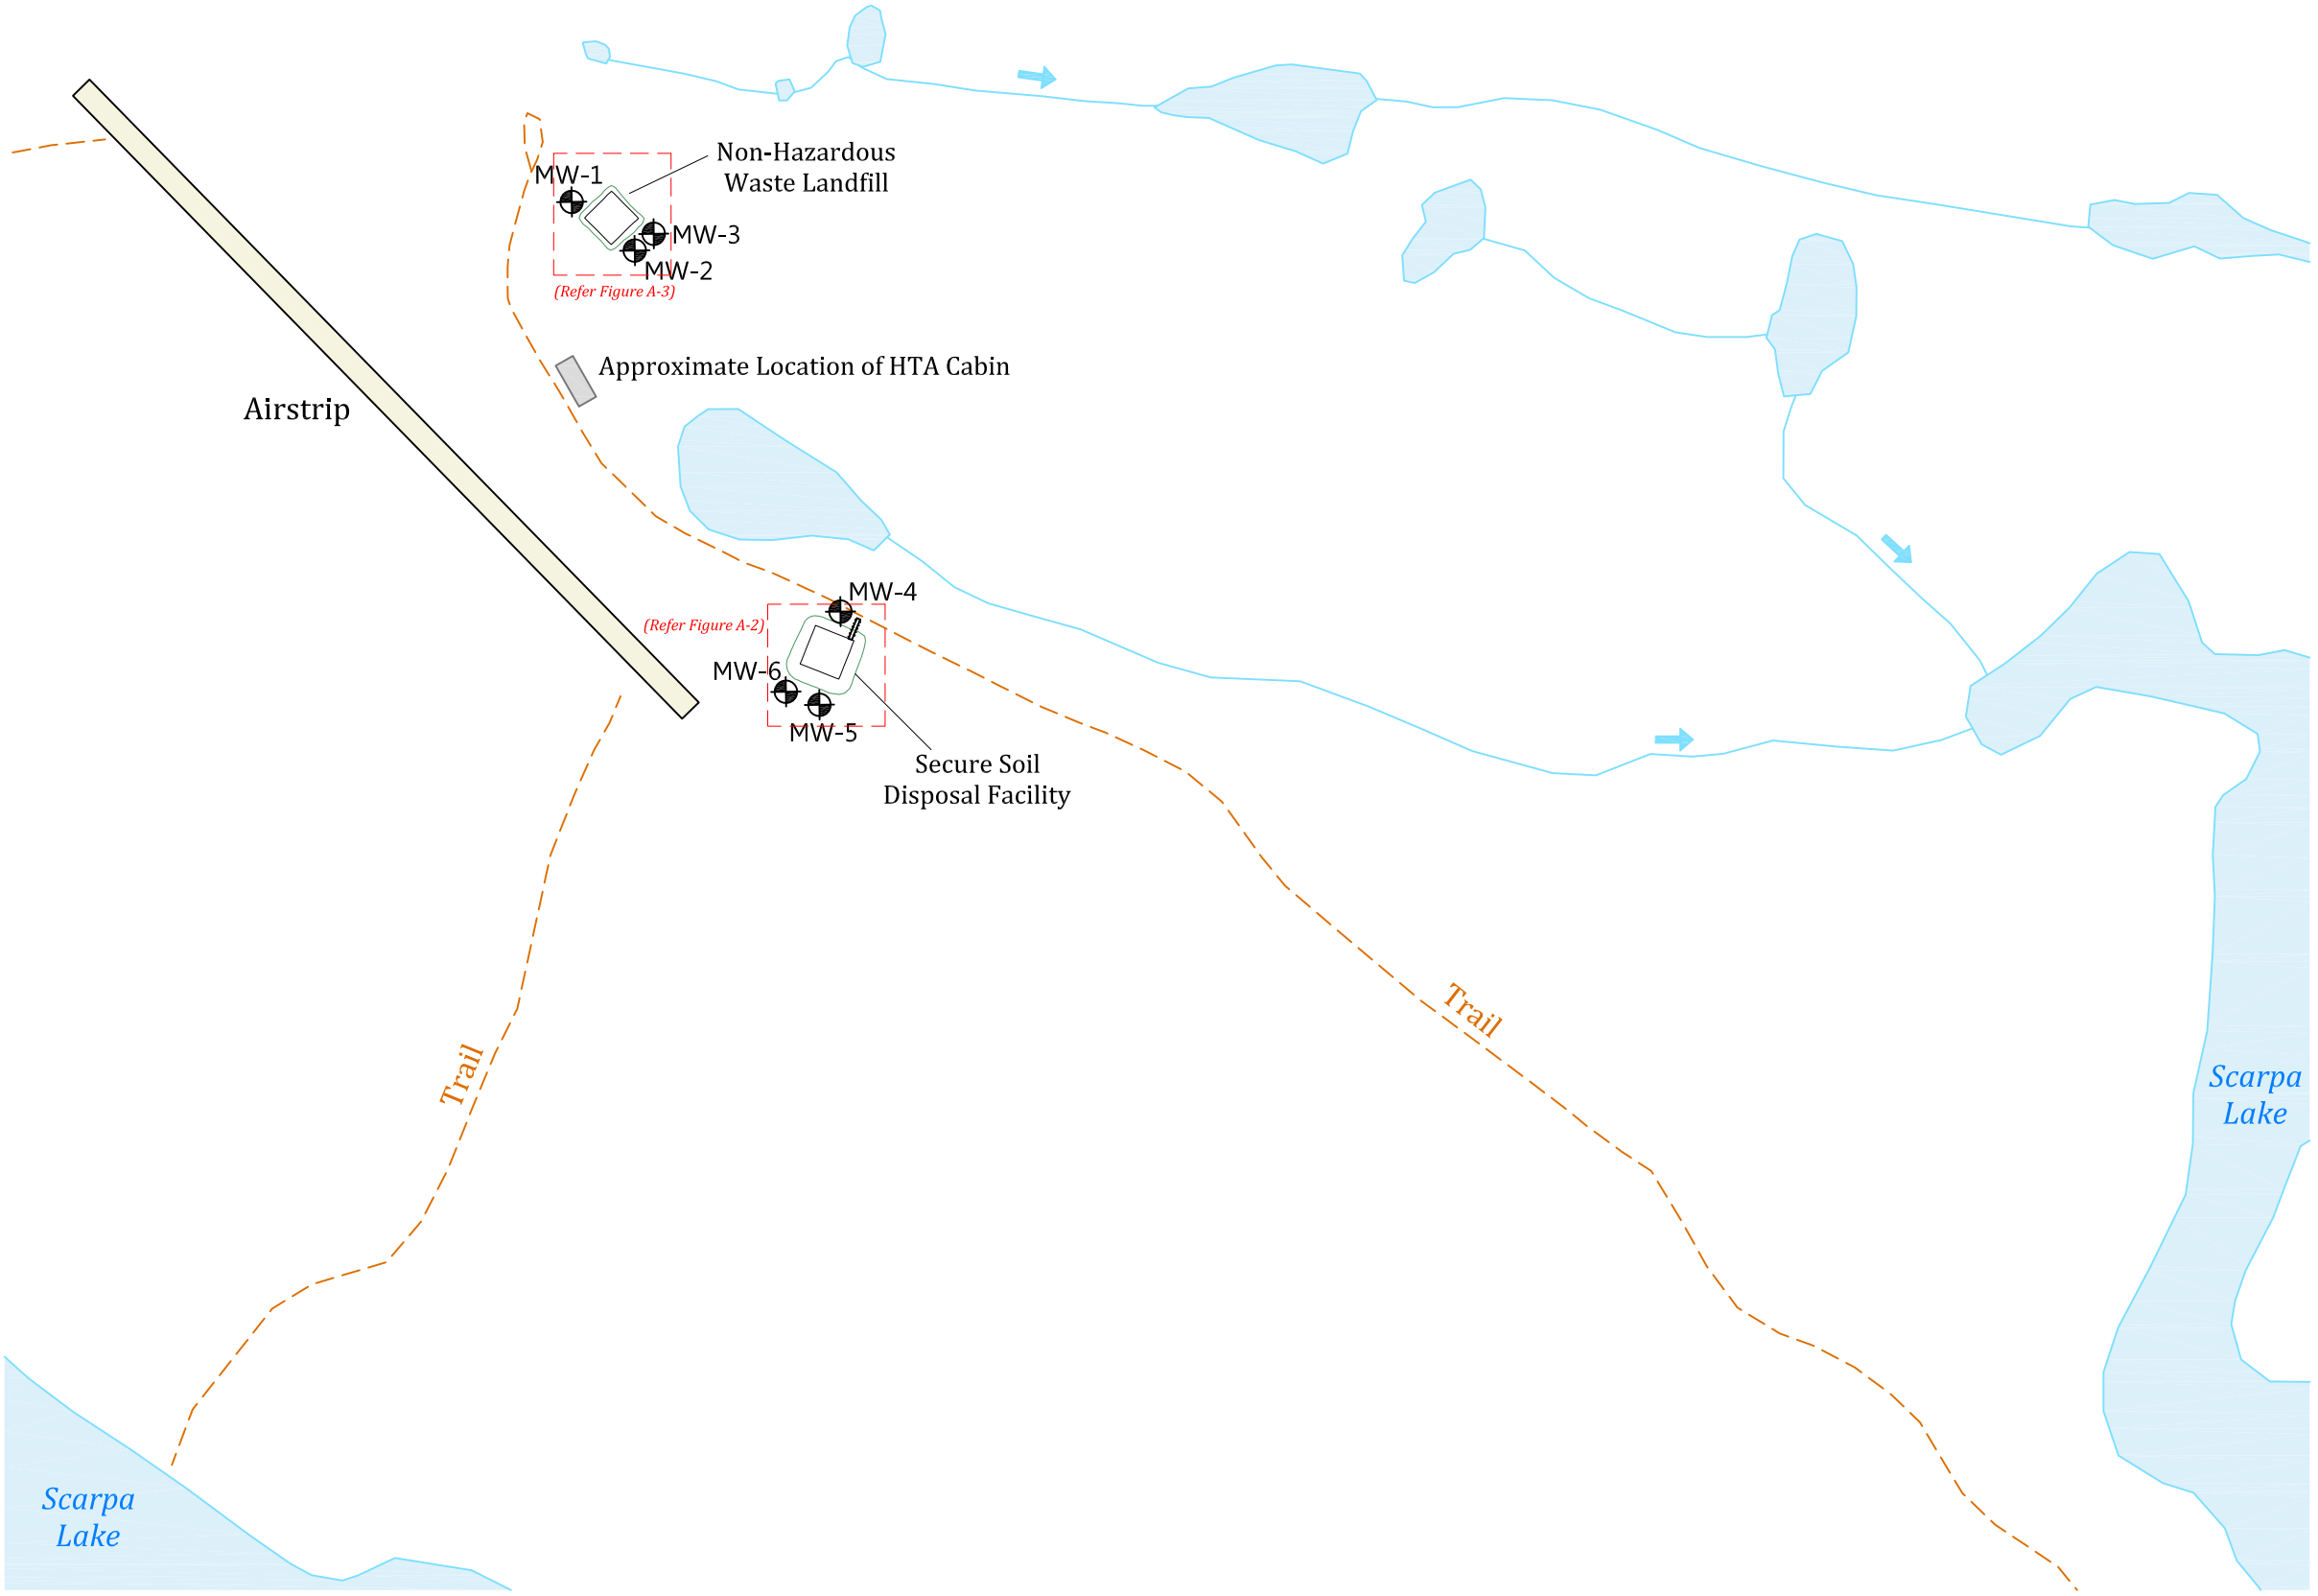 Non-Hazardous
Waste Landfill
MW-1
MW-3
MW-2
(Refer Figure A-3)
Approximate Location of HTA Cabin
Airstrip
MW-4
(Refer Figure A-2)
MW-6
MW-5
Secure Soil
Disposal Facility
Trail
Trail
Scarpa
Lake
Scarpa
Lake